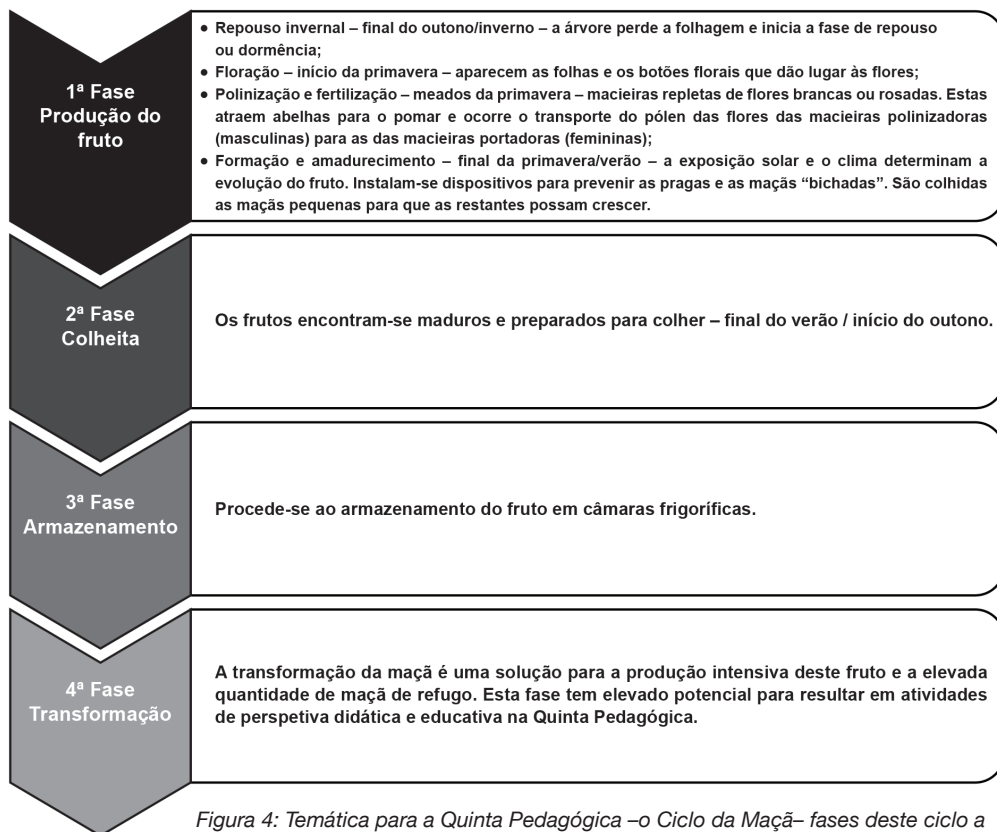 1ª Fase
Produção do
fruto
● Repouso invernal – final do outono/inverno – a árvore perde a folhagem e inicia a fase de repouso
ou dormência;
● Floração – início da primavera – aparecem as folhas e os botões florais que dão lugar às flores;
● Polinização e fertilização – meados da primavera – macieiras repletas de flores brancas ou rosadas. Estas
atraem abelhas para o pomar e ocorre o transporte do pólen das flores das macieiras polinizadoras
(masculinas) para as das macieiras portadoras (femininas);
● Formação e amadurecimento – final da primavera/verão – a exposição solar e o clima determinam a
evolução do fruto. Instalam-se dispositivos para prevenir as pragas e as maçãs “bichadas”. São colhidas
as maçãs pequenas para que as restantes possam crescer.
2ª Fase
Colheita
Os frutos encontram-se maduros e preparados para colher – final do verão / início do outono.
3ª Fase
Armazenamento
Procede-se ao armazenamento do fruto em câmaras frigoríficas.
4ª Fase
Transformação
A transformação da maçã é uma solução para a produção intensiva deste fruto e a elevada
quantidade de maçã de refugo. Esta fase tem elevado potencial para resultar em atividades
de perspetiva didática e educativa na Quinta Pedagógica.
Figura 4: Temática para a Quinta Pedagógica –o Ciclo da Maçã– fases deste ciclo a